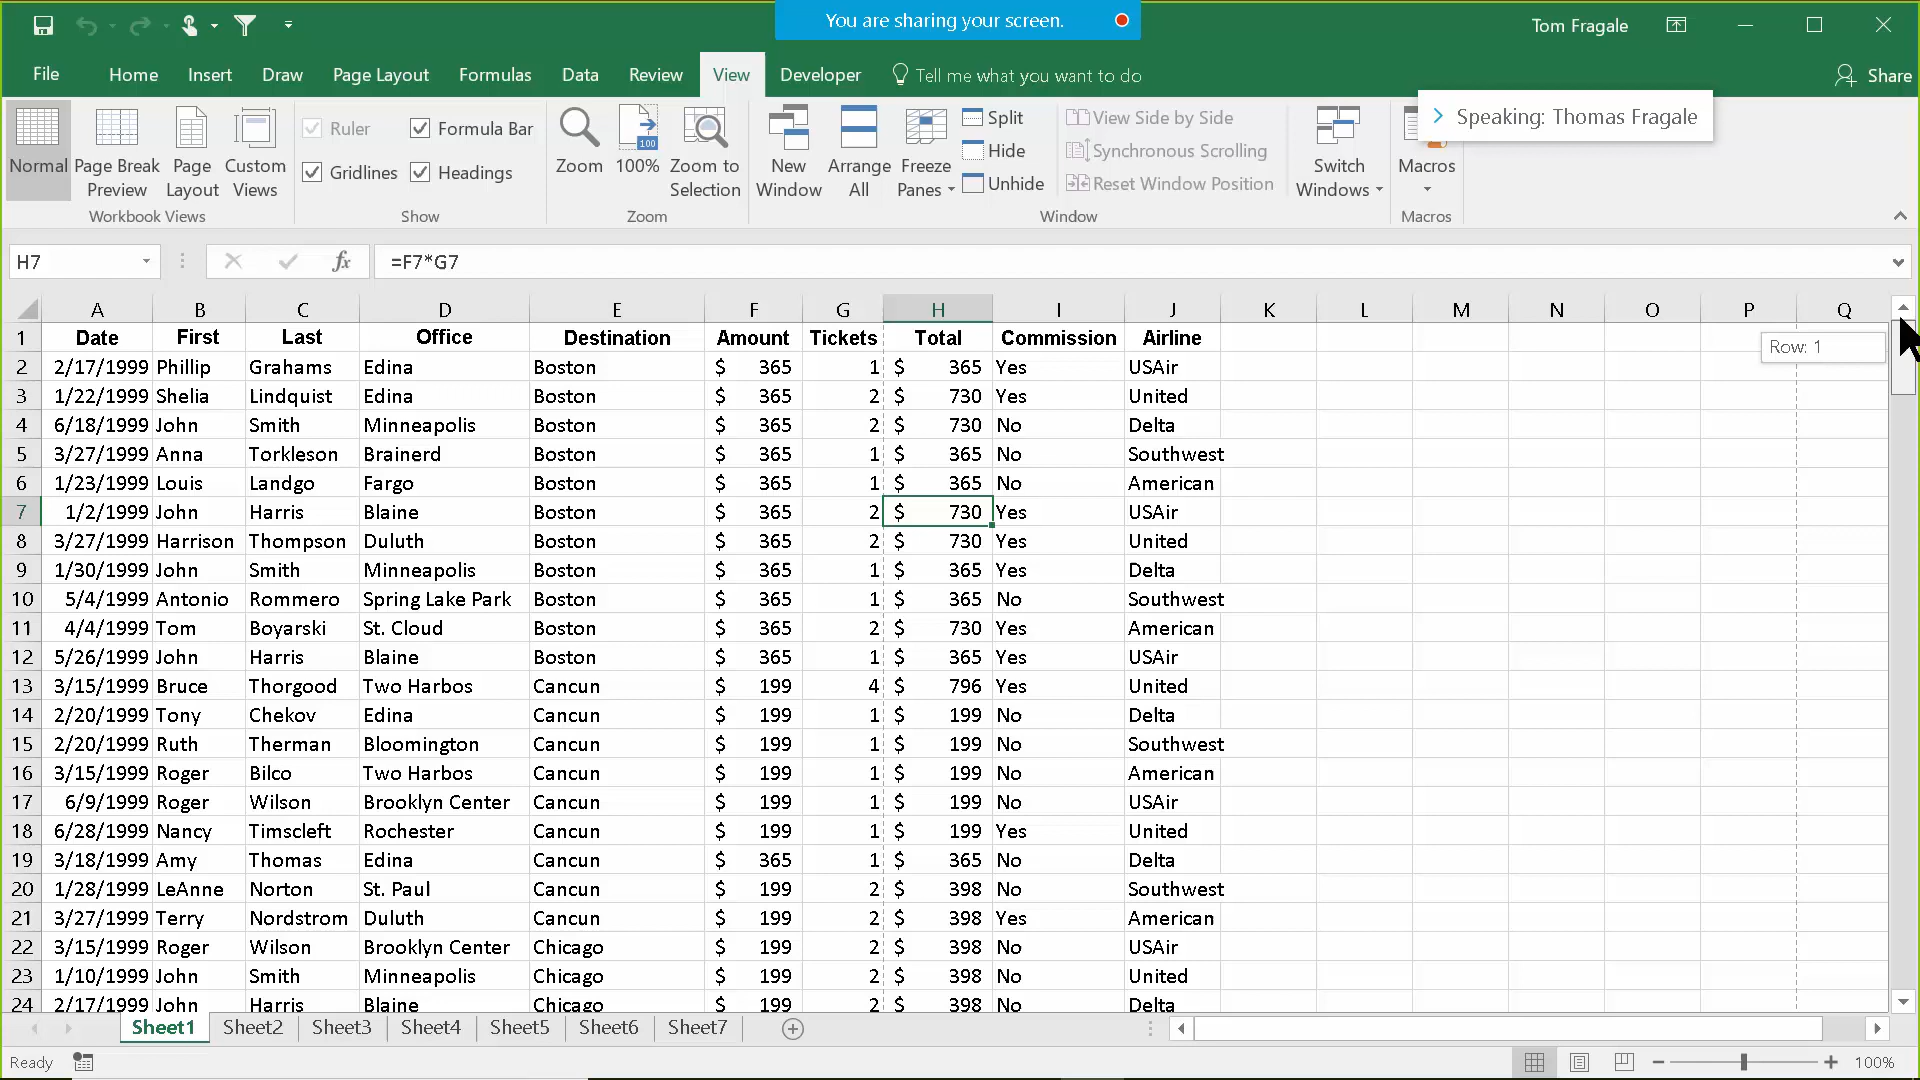 You are sharing your screen.
Tom Fragale
File Home Insert Draw Page Layout Formulas Data Review View Developer Tell me what you want to do Share
Speaking: Thomas Fragale
Normal Page Break Preview Page Layout Custom Views
Workbook Views
Ruler Formula Bar
Gridlines Headings
Show
Zoom 100% Zoom to Selection
100
Zoom
New Window Arrange All Freeze Panes
Split
Hide
Unhide
View Side by Side
Synchronous Scrolling
Reset Window Position
Switch Windows
Window
Macros
Macros
H7 fx =F7*G7
A B C D E F G H I J K L M N O P Q
1 Date First Last Office Destination Amount Tickets Total Commission Airline
Row: 1
2 2/17/1999 Phillip Grahams Edina Boston $ 365 1 $ 365 Yes USAir
3 1/22/1999 Shelia Lindquist Edina Boston $ 365 2 $ 730 Yes United
4 6/18/1999 John Smith Minneapolis Boston $ 365 2 $ 730 No Delta
5 3/27/1999 Anna Torkleson Brainerd Boston $ 365 1 $ 365 No Southwest
6 1/23/1999 Louis Landgo Fargo Boston $ 365 1 $ 365 No American
7 1/2/1999 John Harris Blaine Boston $ 365 2 $ 730 Yes USAir
8 3/27/1999 Harrison Thompson Duluth Boston $ 365 2 $ 730 Yes United
9 1/30/1999 John Smith Minneapolis Boston $ 365 1 $ 365 Yes Delta
10 5/4/1999 Antonio Rommero Spring Lake Park Boston $ 365 1 $ 365 No Southwest
11 4/4/1999 Tom Boyarski St. Cloud Boston $ 365 2 $ 730 Yes American
12 5/26/1999 John Harris Blaine Boston $ 365 1 $ 365 Yes USAir
13 3/15/1999 Bruce Thorgood Two Harbos Cancun $ 199 4 $ 796 Yes United
14 2/20/1999 Tony Chekov Edina Cancun $ 199 1 $ 199 No Delta
15 2/20/1999 Ruth Therman Bloomington Cancun $ 199 1 $ 199 No Southwest
16 3/15/1999 Roger Bilco Two Harbos Cancun $ 199 1 $ 199 No American
17 6/9/1999 Roger Wilson Brooklyn Center Cancun $ 199 1 $ 199 No USAir
18 6/28/1999 Nancy Timscleft Rochester Cancun $ 199 1 $ 199 Yes United
19 3/18/1999 Amy Thomas Edina Cancun $ 365 1 $ 365 No Delta
20 1/28/1999 LeAnne Norton St. Paul Cancun $ 199 2 $ 398 No Southwest
21 3/27/1999 Terry Nordstrom Duluth Cancun $ 199 2 $ 398 Yes American
22 3/15/1999 Roger Wilson Brooklyn Center Chicago $ 199 2 $ 398 No USAir
23 1/10/1999 John Smith Minneapolis Chicago $ 199 2 $ 398 No United
24 2/17/1999 John Harris Blaine Chicago $ 199 2 $ 398 No Delta
Sheet1 Sheet2 Sheet3 Sheet4 Sheet5 Sheet6 Sheet7
Ready 100%